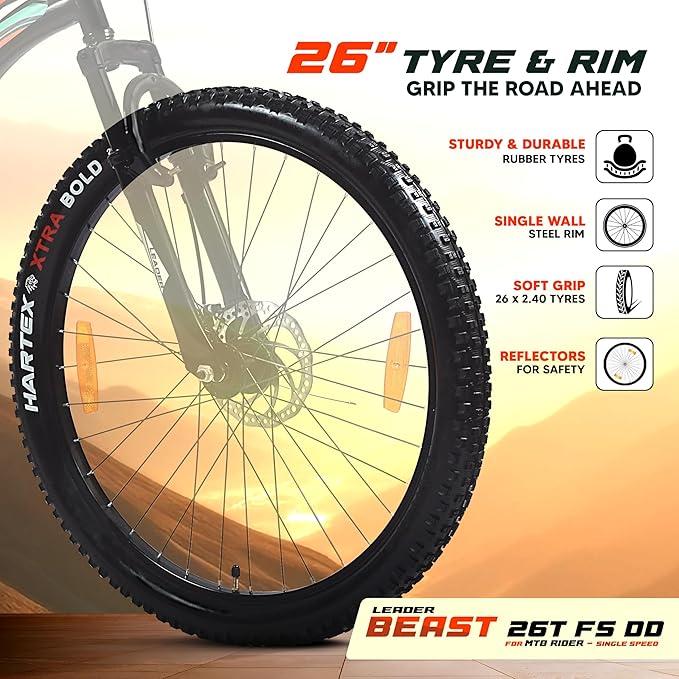 26" TYRE & RIM
GRIP THE ROAD AHEAD
STURDY & DURABLE
RUBBER TYRES
SINGLE WALL
STEEL RIM
SOFT GRIP
26 x 2.40 TYRES
REFLECTORS
FOR SAFETY
HARTEX XTRA BOLD
LEADER
LEADER
BEAST 26T FS DD
FOR MTB RIDER - SINGLE SPEED